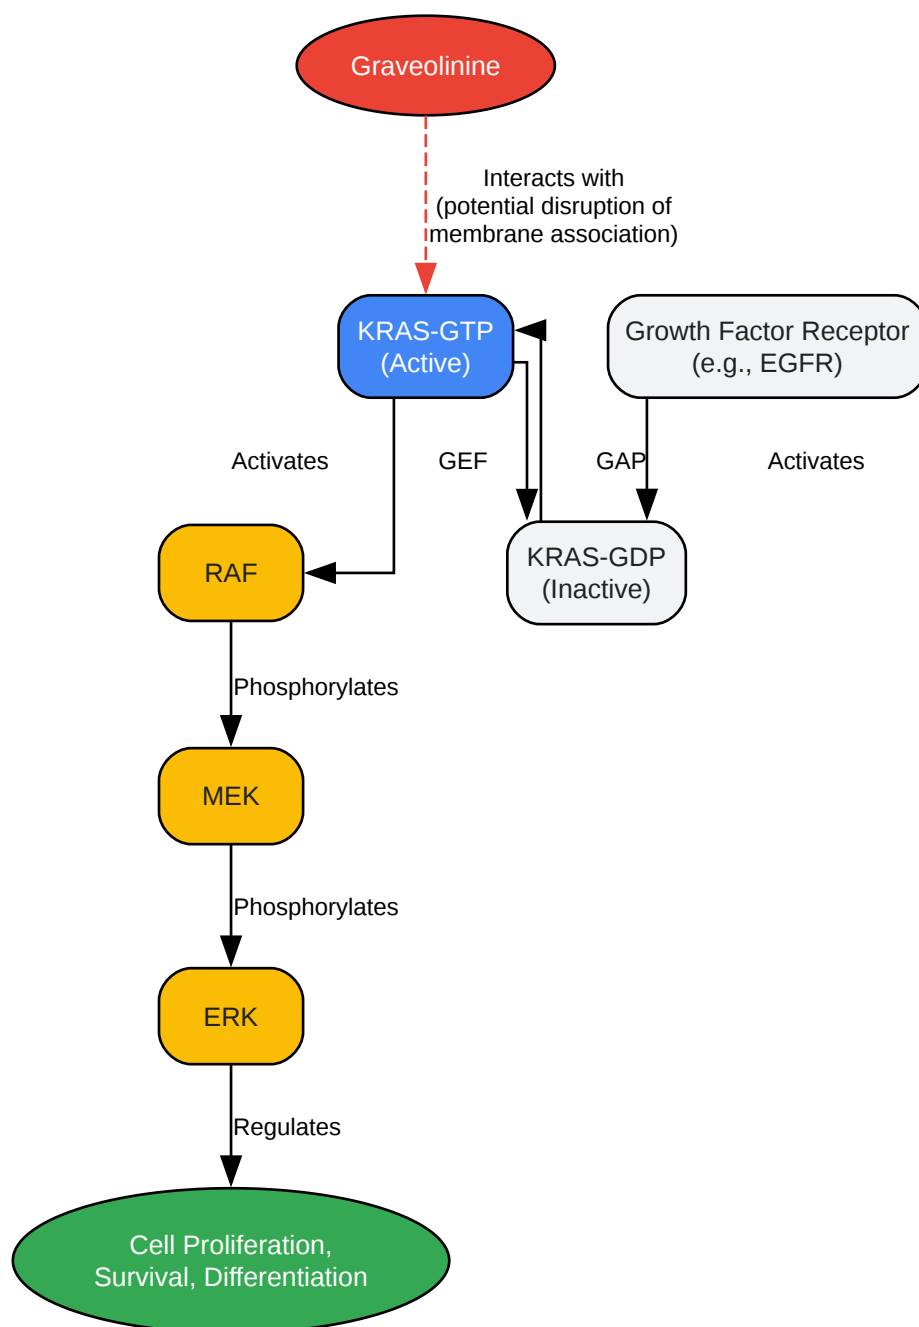 Graveolinine
Interacts with
(potential disruption of
membrane association)
KRAS-GTP
(Active)
Growth Factor Receptor
(e.g., EGFR)
Activates
GEF
GAP
Activates
RAF
KRAS-GDP
(Inactive)
Phosphorylates
MEK
Phosphorylates
ERK
Regulates
Cell Proliferation,
Survival, Differentiation